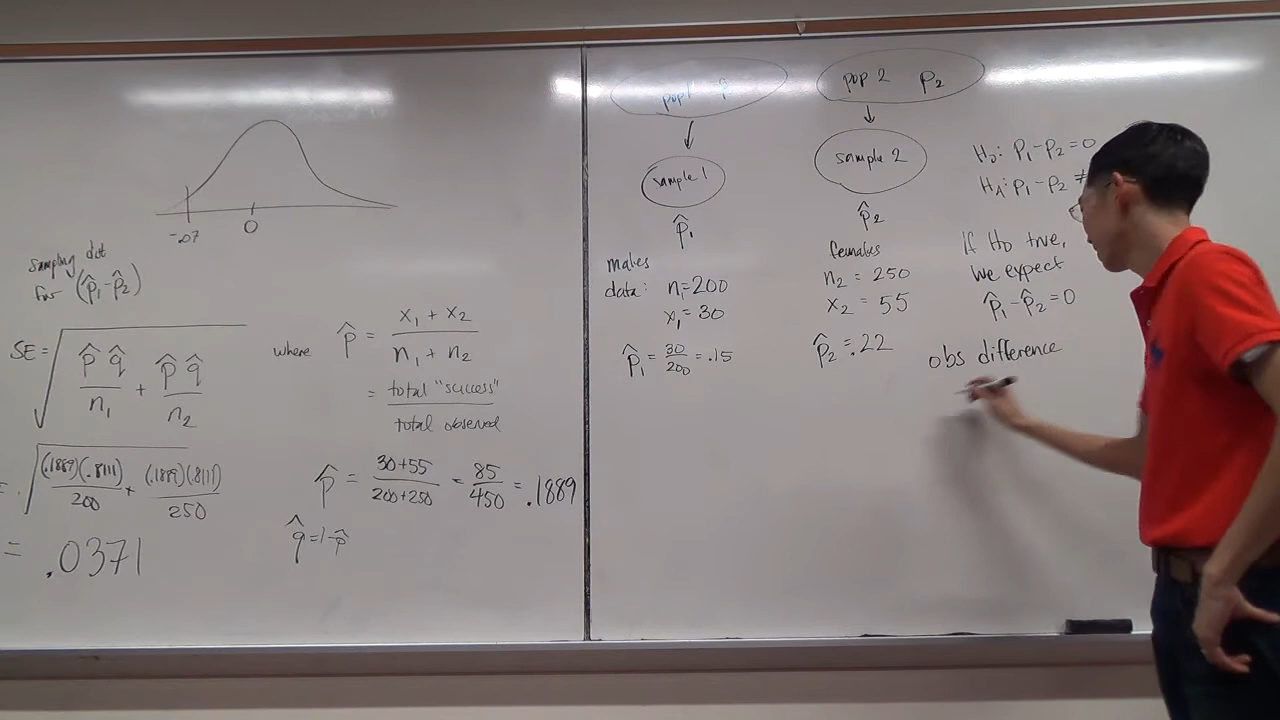 -.07
0
sampling dist
for (p̂₁-p̂₂)
SE = √(p̂ q̂ / n₁ + p̂ q̂ / n₂)
= √((.1889)(.8111) / 200 + (.1889)(.8111) / 250)
= .0371
where p̂ = (x₁ + x₂) / (n₁ + n₂)
= total "success" / total observed
p̂ = (30+55) / (200+250) = 85 / 450 = .1889
q̂ = 1-p̂
pop 1
sample 1
p̂₁
males
data: n₁=200
x₁=30
p̂₁ = 30/200 = .15
pop 2 p₂
sample 2
p̂₂
females
n₂ = 250
x₂ = 55
p̂₂ = .22
H₀: p₁-p₂=0
H_A: p₁-p₂ ≠
If H₀ true,
we expect
p̂₁-p̂₂=0
obs difference